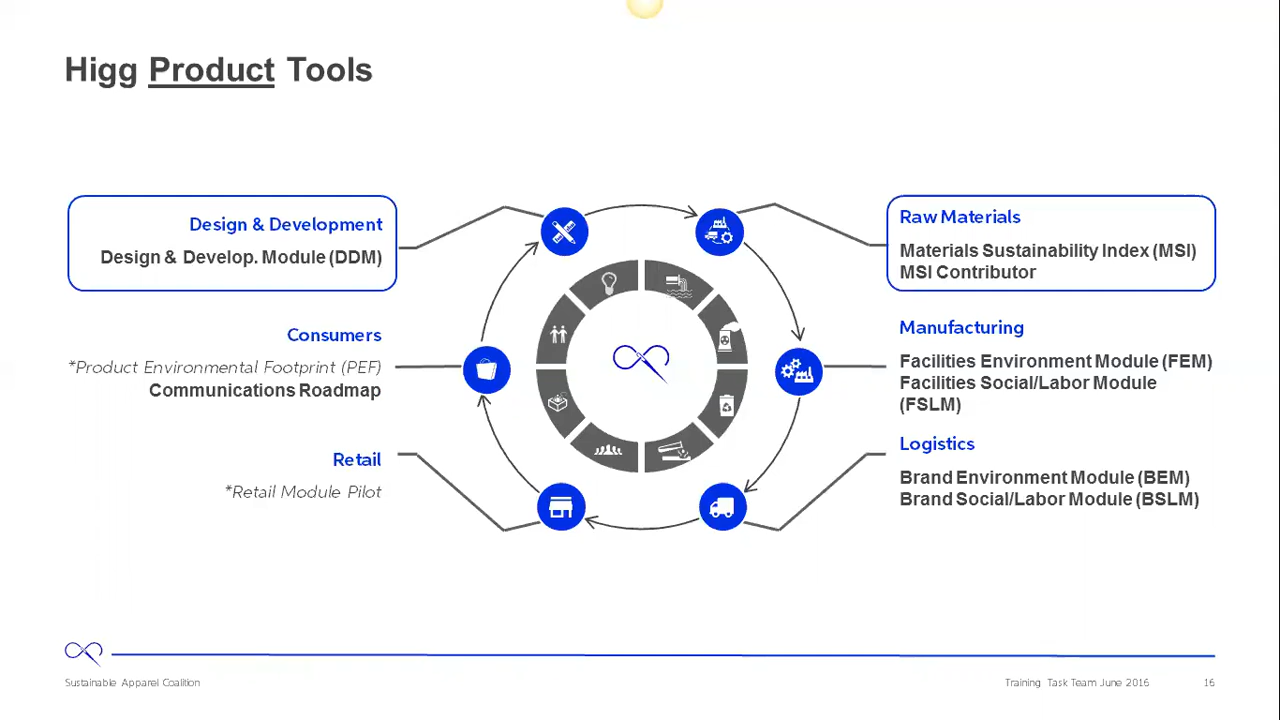 Higg Product Tools
Design & Development
Design & Develop. Module (DDM)
Consumers
*Product Environmental Footprint (PEF)
Communications Roadmap
Retail
*Retail Module Pilot
Raw Materials
Materials Sustainability Index (MSI)
MSI Contributor
Manufacturing
Facilities Environment Module (FEM)
Facilities Social/Labor Module
(FSLM)
Logistics
Brand Environment Module (BEM)
Brand Social/Labor Module (BSLM)
Sustainable Apparel Coalition
Training Task Team June 2016
16